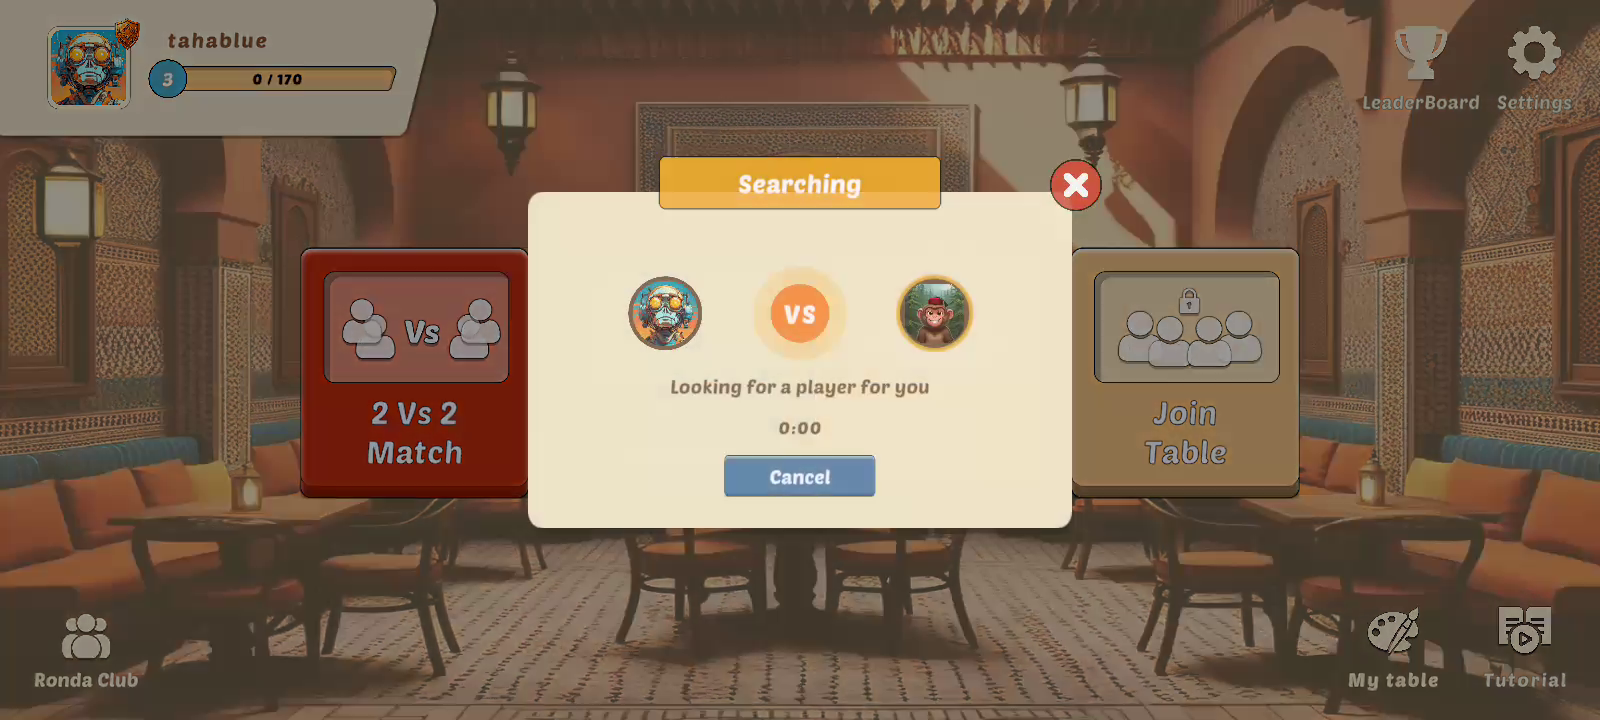 tahablue
3
0 / 170
LeaderBoard
Settings
Searching
VS
Looking for a player for you
0:00
Cancel
Vs
2 Vs 2
Match
Join
Table
Ronda Club
My table
Tutorial